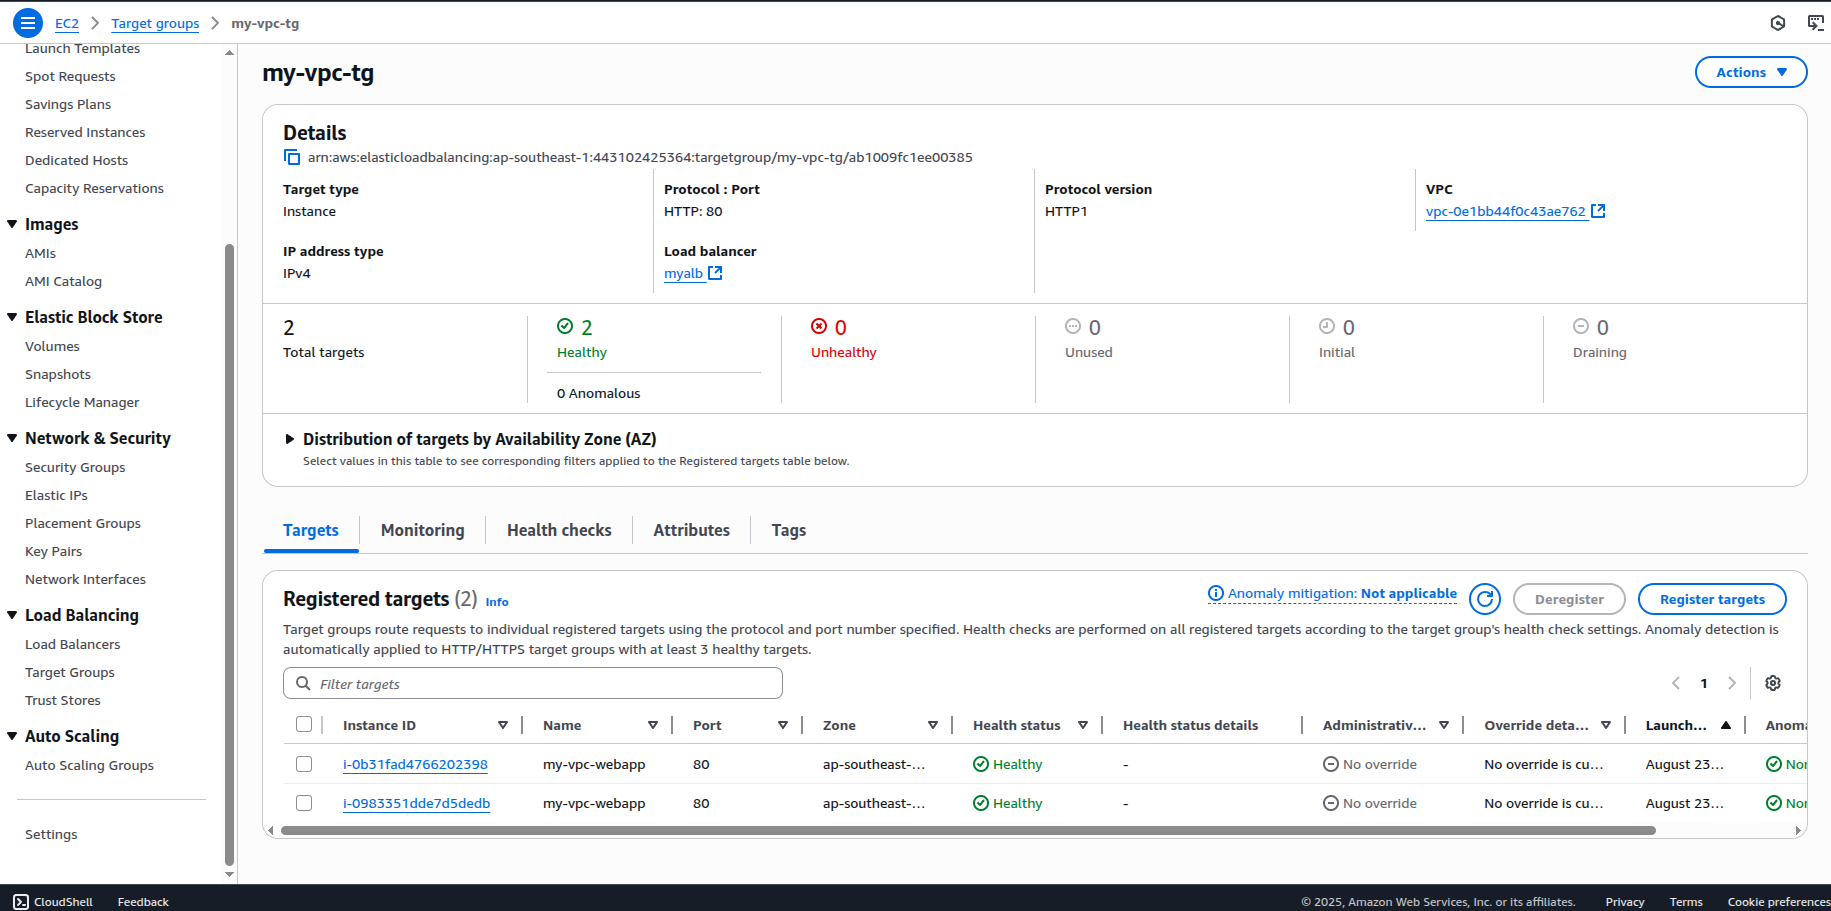 EC2 > Target groups > my-vpc-tg
Launch Templates
Spot Requests
Savings Plans
Reserved Instances
Dedicated Hosts
Capacity Reservations
Images
AMIs
AMI Catalog
Elastic Block Store
Volumes
Snapshots
Lifecycle Manager
Network & Security
Security Groups
Elastic IPs
Placement Groups
Key Pairs
Network Interfaces
Load Balancing
Load Balancers
Target Groups
Trust Stores
Auto Scaling
Auto Scaling Groups
Settings
my-vpc-tg
Actions
Details
arn:aws:elasticloadbalancing:ap-southeast-1:443102425364:targetgroup/my-vpc-tg/ab1009fc1ee00385
Target type
Instance
Protocol : Port
HTTP: 80
Protocol version
HTTP1
VPC
vpc-0e1bb44f0c43ae762
IP address type
IPv4
Load balancer
myalb
2
Total targets
2
Healthy
0 Anomalous
0
Unhealthy
0
Unused
0
Initial
0
Draining
Distribution of targets by Availability Zone (AZ)
Select values in this table to see corresponding filters applied to the Registered targets table below.
Targets Monitoring Health checks Attributes Tags
Registered targets (2) Info
Anomaly mitigation: Not applicable
Deregister
Register targets
Target groups route requests to individual registered targets using the protocol and port number specified. Health checks are performed on all registered targets according to the target group's health check settings. Anomaly detection is
automatically applied to HTTP/HTTPS target groups with at least 3 healthy targets.
Filter targets
1
Instance ID Name Port Zone Health status Health status details Administrativ... Override deta... Launch... Anoma
i-0b31fad4766202398 my-vpc-webapp 80 ap-southeast-... Healthy - No override No override is cu... August 23... Nor
i-0983351dde7d5dedb my-vpc-webapp 80 ap-southeast-... Healthy - No override No override is cu... August 23... Nor
CloudShell Feedback
© 2025, Amazon Web Services, Inc. or its affiliates. Privacy Terms Cookie preferences